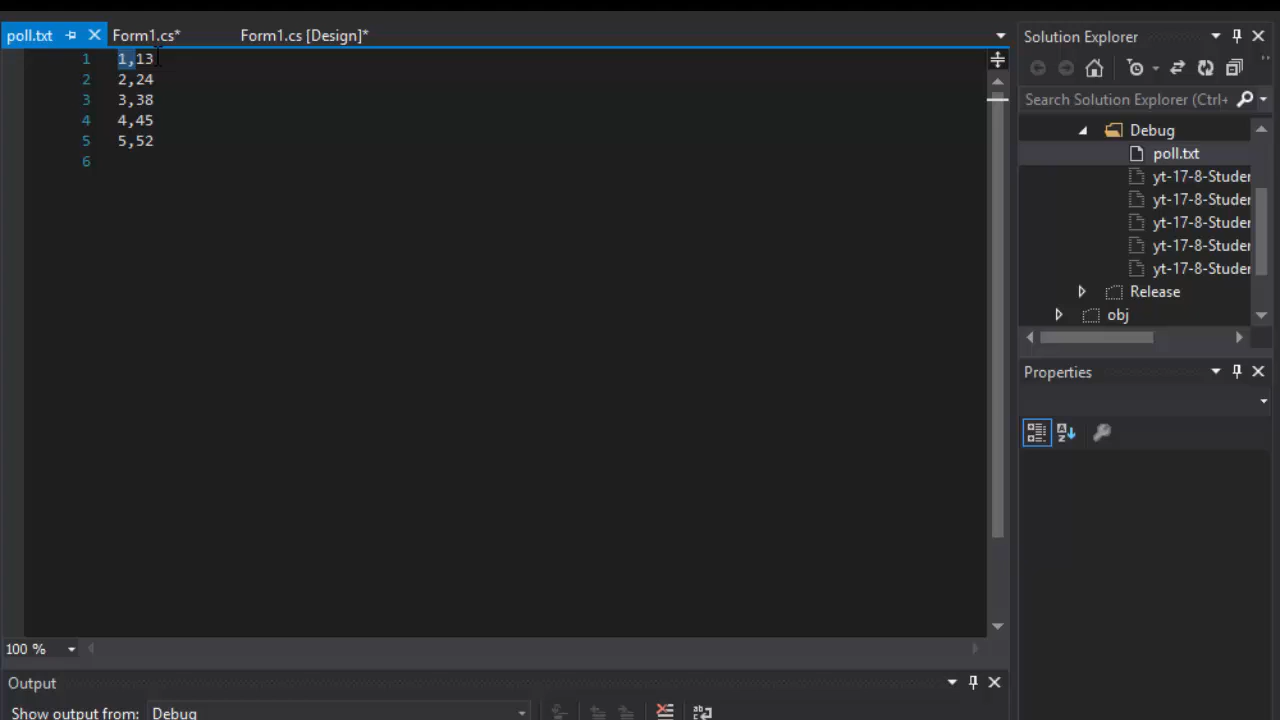 poll.txt
Form1.cs*
Form1.cs [Design]*
1 1,13
2 2,24
3 3,38
4 4,45
5 5,52
6
100 %
Output
Show output from: Debug
Solution Explorer
Search Solution Explorer (Ctrl+
Debug
poll.txt
yt-17-8-Studer
yt-17-8-Studer
yt-17-8-Studer
yt-17-8-Studer
yt-17-8-Studer
Release
obj
Properties